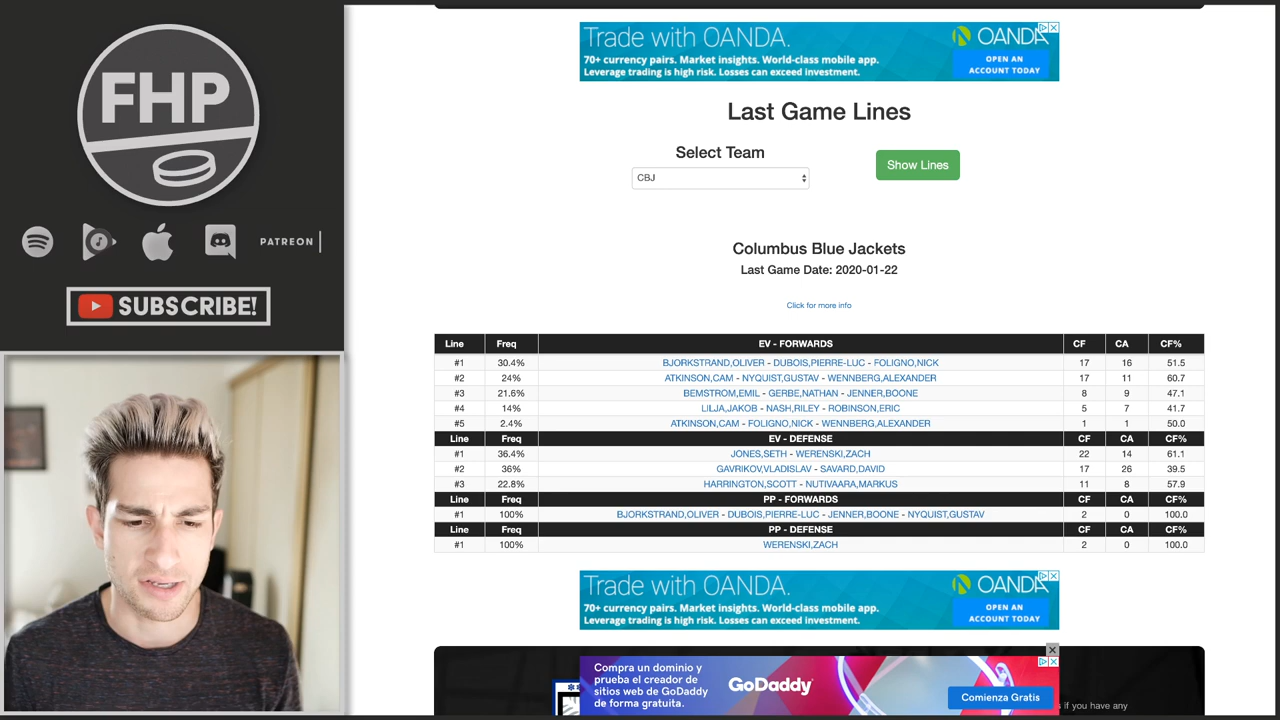 FHP
PATREON
SUBSCRIBE!
Trade with OANDA.
70+ currency pairs. Market insights. World-class mobile app.
Leverage trading is high risk. Losses can exceed investment.
OANDA
OPEN AN
ACCOUNT TODAY
Last Game Lines
Select Team
CBJ
Show Lines
Columbus Blue Jackets
Last Game Date: 2020-01-22
Click for more info
Line Freq EV - FORWARDS CF CA CF%
#1 30.4% BJORKSTRAND,OLIVER - DUBOIS,PIERRE-LUC - FOLIGNO,NICK 17 16 51.5
#2 24% ATKINSON,CAM - NYQUIST,GUSTAV - WENNBERG,ALEXANDER 17 11 60.7
#3 21.6% BEMSTROM,EMIL - GERBE,NATHAN - JENNER,BOONE 8 9 47.1
#4 14% LILJA,JAKOB - NASH,RILEY - ROBINSON,ERIC 5 7 41.7
#5 2.4% ATKINSON,CAM - FOLIGNO,NICK - WENNBERG,ALEXANDER 1 1 50.0
Line Freq EV - DEFENSE CF CA CF%
#1 36.4% JONES,SETH - WERENSKI,ZACH 22 14 61.1
#2 36% GAVRIKOV,VLADISLAV - SAVARD,DAVID 17 26 39.5
#3 22.8% HARRINGTON,SCOTT - NUTIVAARA,MARKUS 11 8 57.9
Line Freq PP - FORWARDS CF CA CF%
#1 100% BJORKSTRAND,OLIVER - DUBOIS,PIERRE-LUC - JENNER,BOONE - NYQUIST,GUSTAV 2 0 100.0
Line Freq PP - DEFENSE CF CA CF%
#1 100% WERENSKI,ZACH 2 0 100.0
Trade with OANDA.
70+ currency pairs. Market insights. World-class mobile app.
Leverage trading is high risk. Losses can exceed investment.
OANDA
OPEN AN
ACCOUNT TODAY
Compra un dominio y
prueba el creador de
sitios web de GoDaddy
de forma gratuita.
GoDaddy
Comienza Gratis
s if you have any